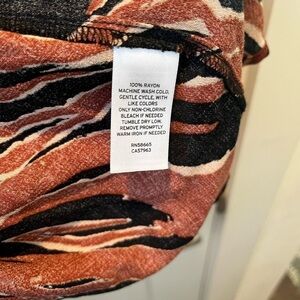 100% RAYON
MACHINE WASH COLD,
GENTLE CYCLE, WITH
LIKE COLORS
ONLY NON-CHLORINE
BLEACH IF NEEDED
TUMBLE DRY LOW,
REMOVE PROMPTLY
WARM IRON IF NEEDED
RN58665
CA57963